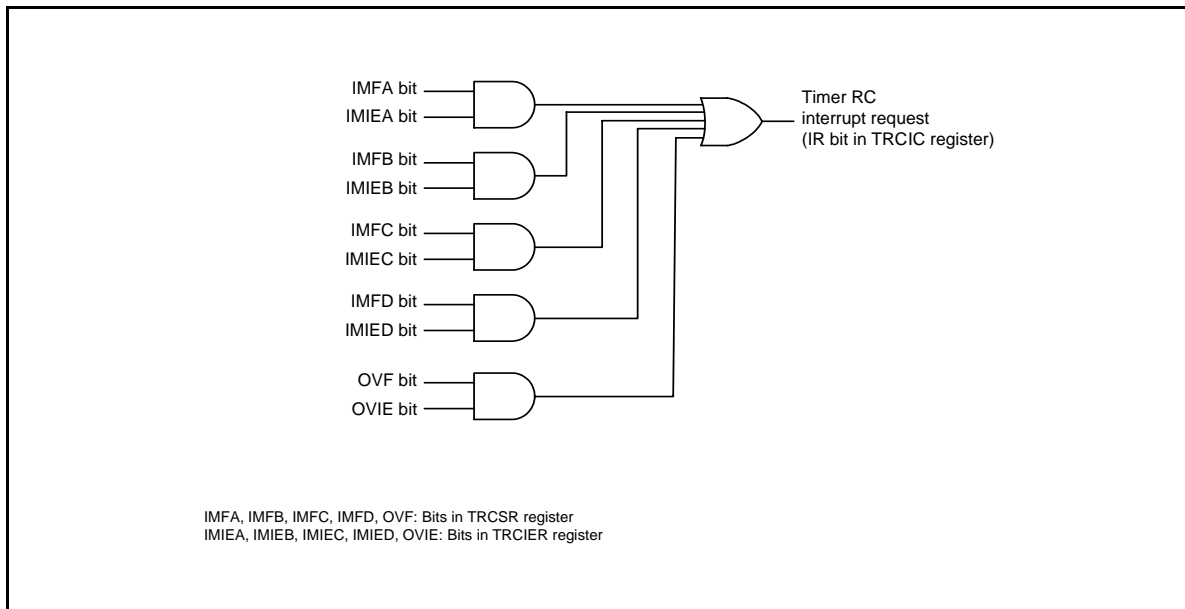 IMFA bit
IMIEA bit
IMFB bit
IMIEB bit
IMFC bit
IMIEC bit
IMFD bit
IMIED bit
OVF bit
OVIE bit
Timer RC
interrupt request
(IR bit in TRCIC register)
IMFA, IMFB, IMFC, IMFD, OVF: Bits in TRCSR register
IMIEA, IMIEB, IMIEC, IMIED, OVIE: Bits in TRCIER register